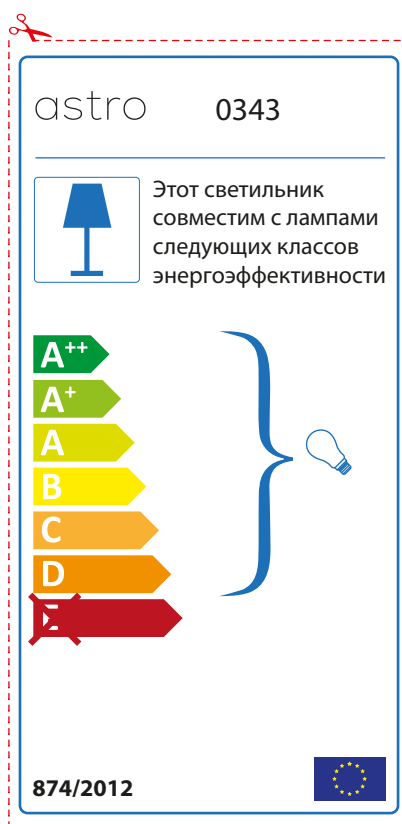 astro 0343
Этот светильник
совместим с лампами
следующих классов
энергоэффективности
A++
A+
A
B
C
D
E
874/2012